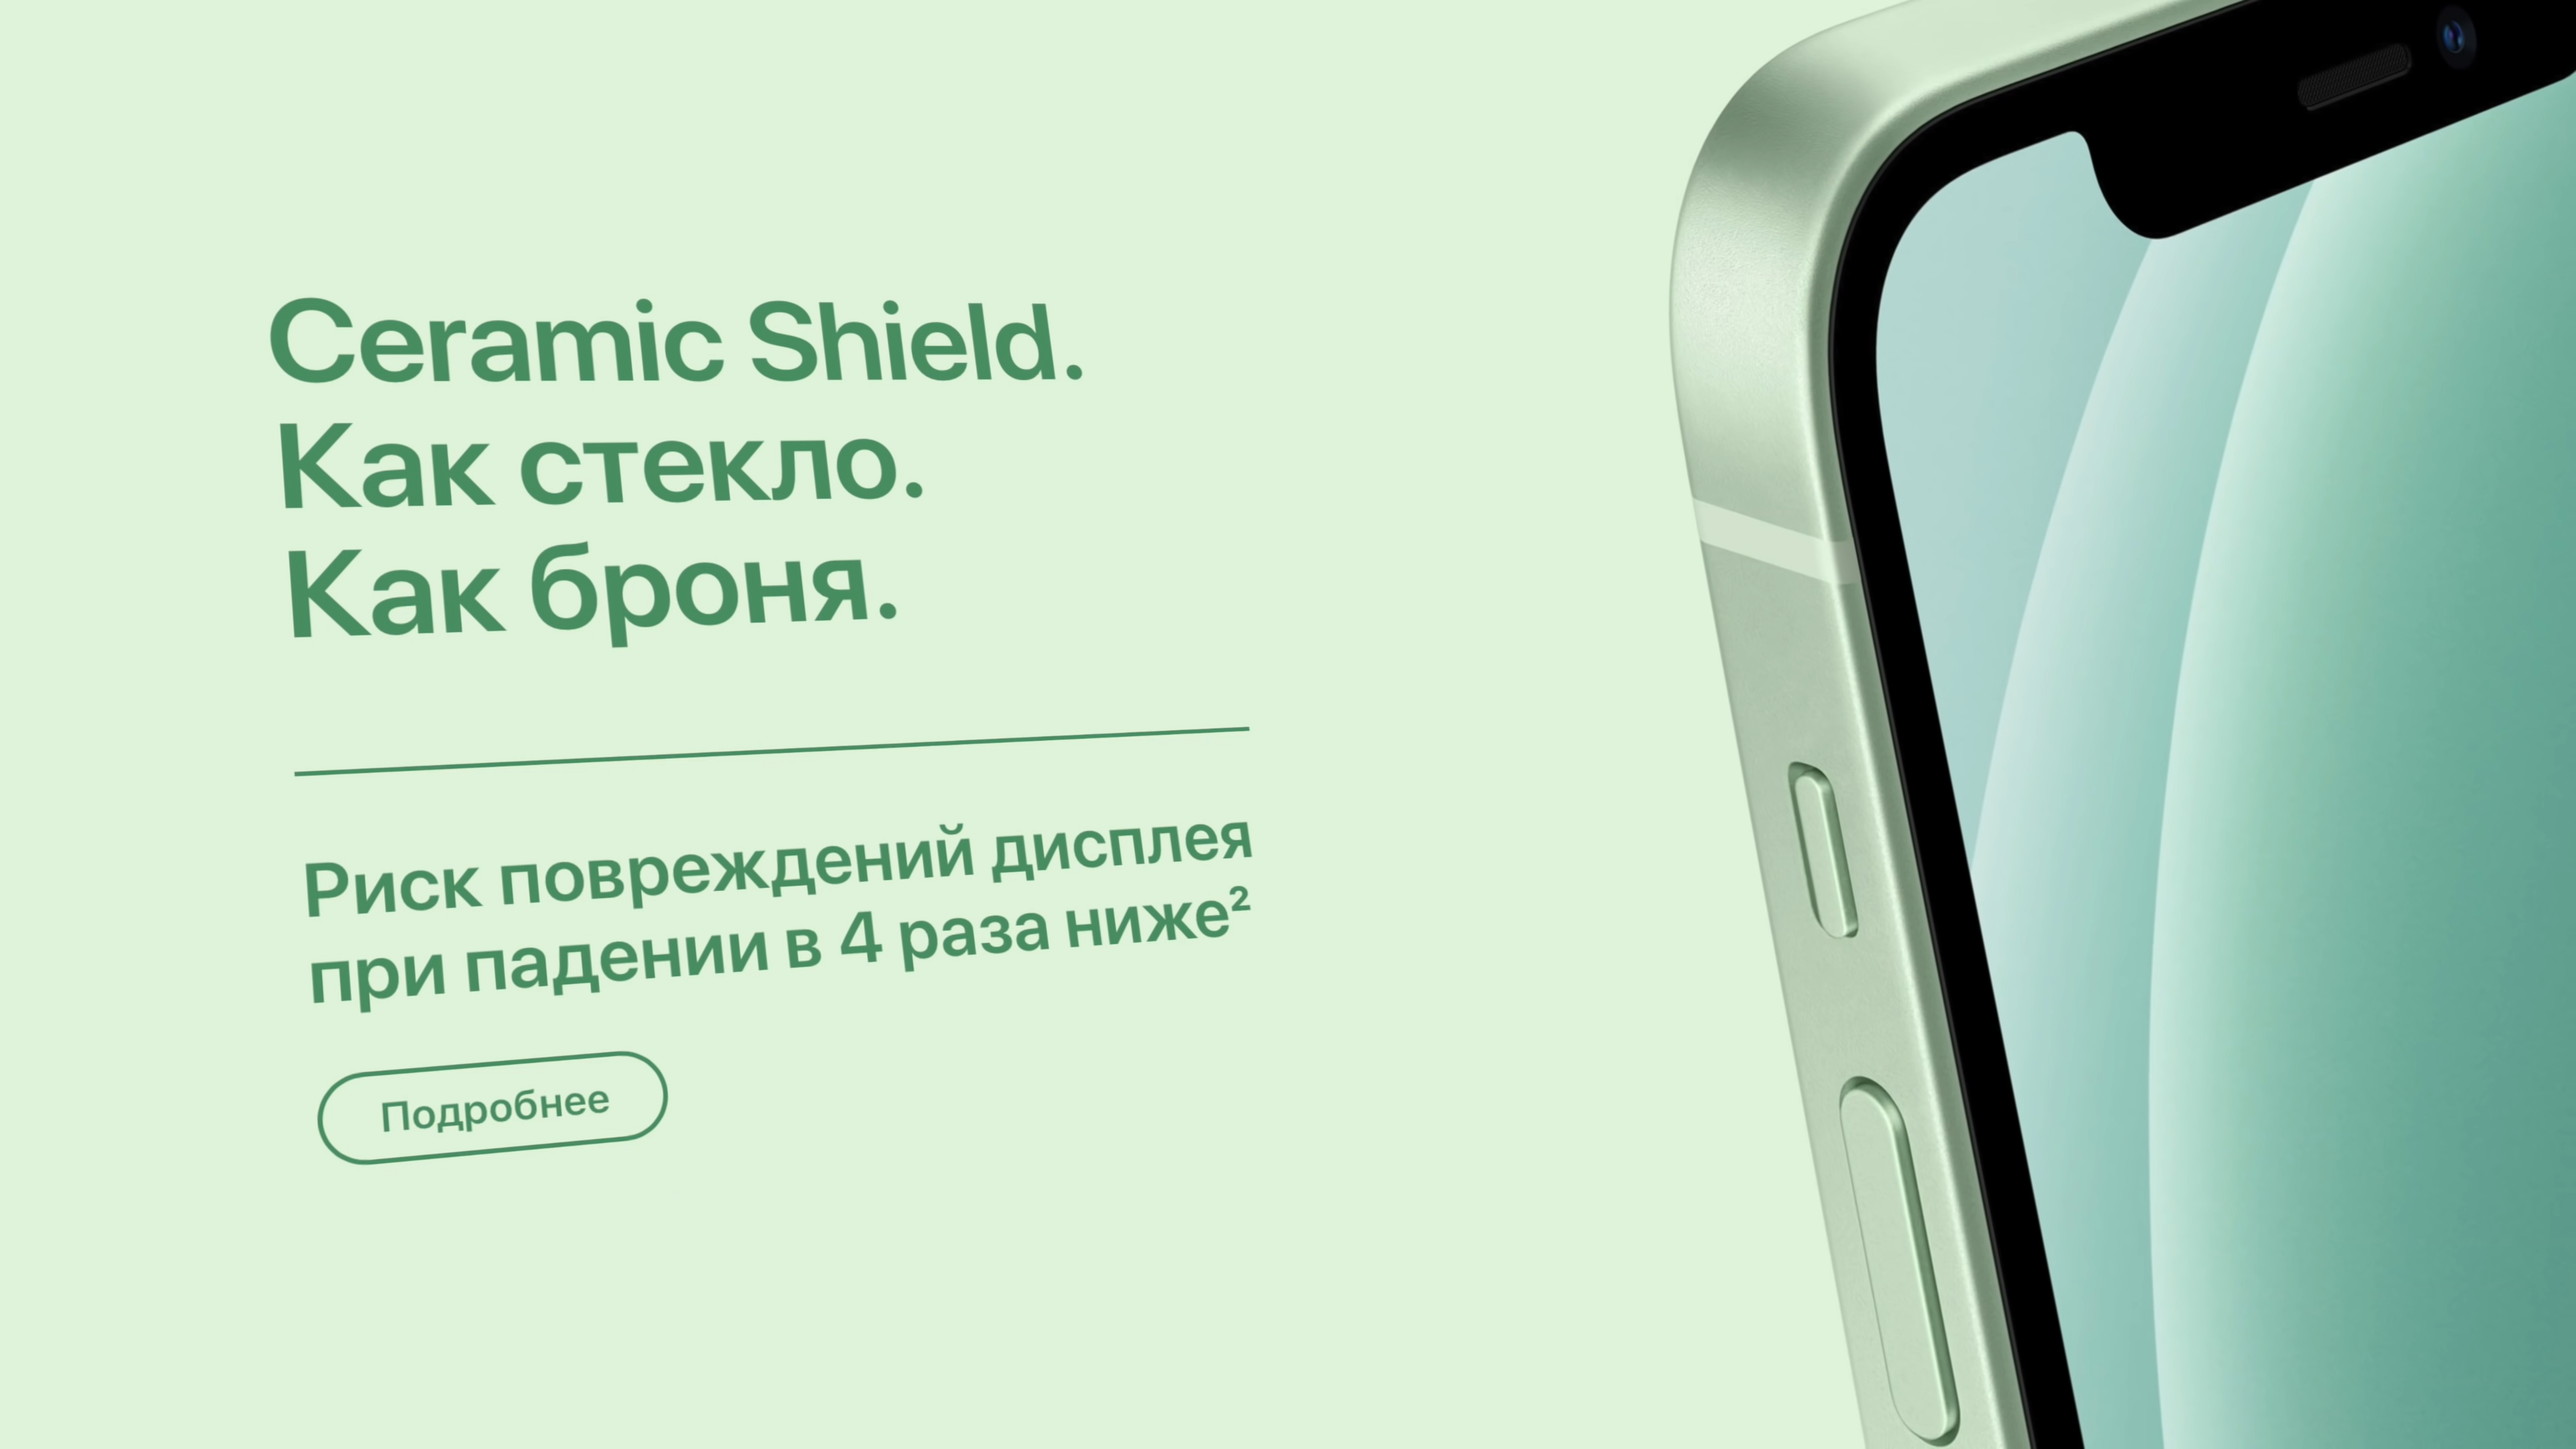 Ceramic Shield.
Как стекло.
Как броня.
Риск повреждений дисплея
при падении в 4 раза ниже²
Подробнее